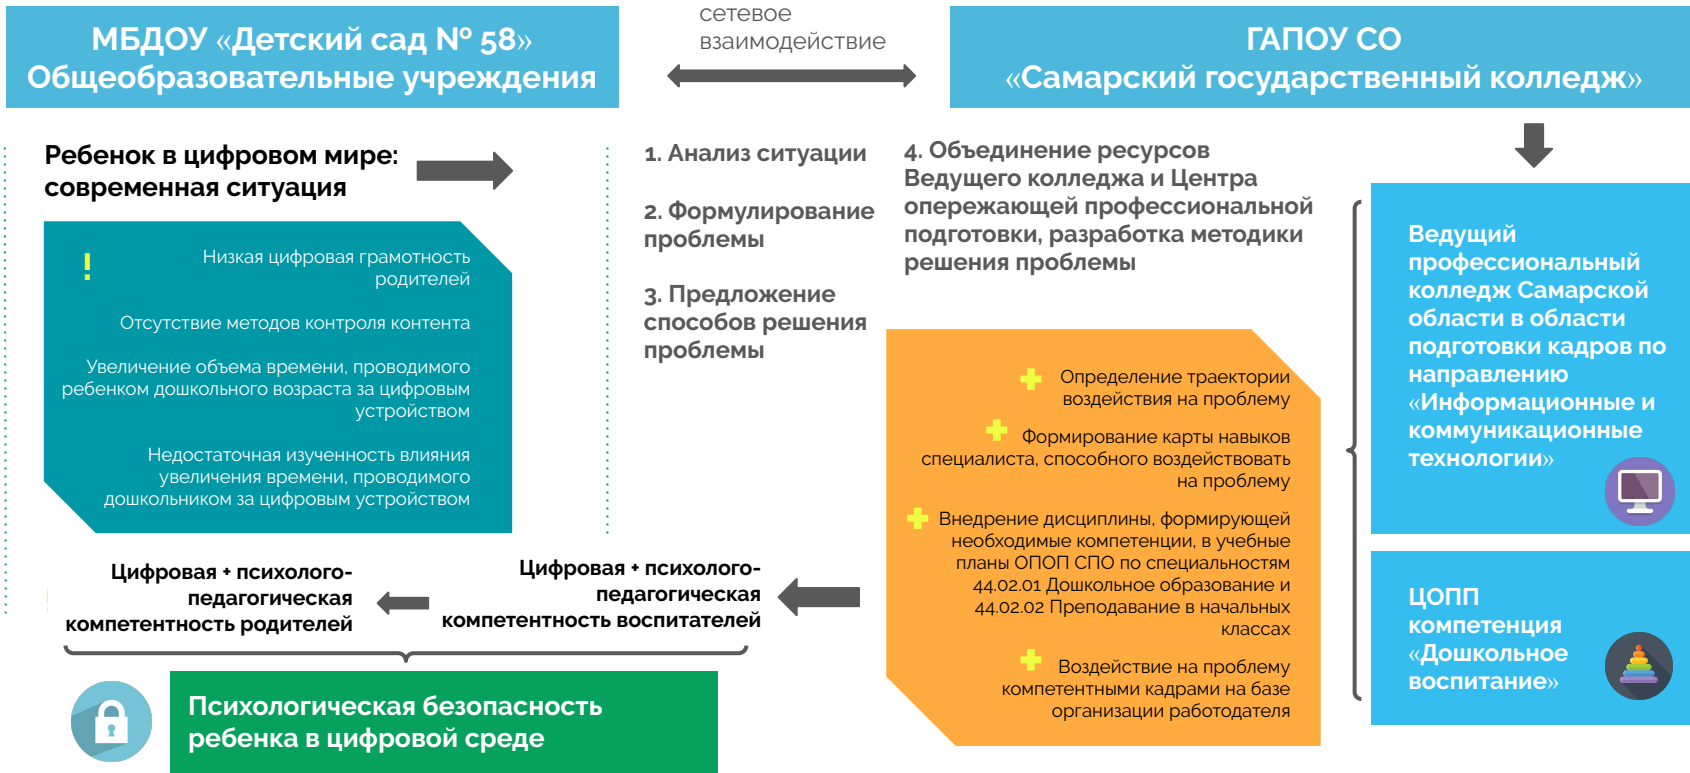 МБДОУ «Детский сад № 58»
Общеобразовательные учреждения
сетевое
взаимодействие
ГАПОУ СО
«Самарский государственный колледж»
Ребенок в цифровом мире:
современная ситуация
!
Низкая цифровая грамотность
родителей
Отсутствие методов контроля контента
Увеличение объема времени, проводимого
ребенком дошкольного возраста за цифровым
устройством
Недостаточная изученность влияния
увеличения времени, проводимого
дошкольником за цифровым устройством
1. Анализ ситуации
2. Формулирование
проблемы
3. Предложение
способов решения
проблемы
4. Объединение ресурсов
Ведущего колледжа и Центра
опережающей профессиональной
подготовки, разработка методики
решения проблемы
Определение траектории
воздействия на проблему
Формирование карты навыков
специалиста, способного воздействовать
на проблему
Внедрение дисциплины, формирующей
необходимые компетенции, в учебные
планы ОПОП СПО по специальностям
44.02.01 Дошкольное образование и
44.02.02 Преподавание в начальных
классах
Воздействие на проблему
компетентными кадрами на базе
организации работодателя
Ведущий
профессиональный
колледж Самарской
области в области
подготовки кадров по
направлению
«Информационные и
коммуникационные
технологии»
ЦОПП
компетенция
«Дошкольное
воспитание»
Цифровая + психолого-
педагогическая
компетентность воспитателей
Цифровая + психолого-
педагогическая
компетентность родителей
Психологическая безопасность
ребенка в цифровой среде